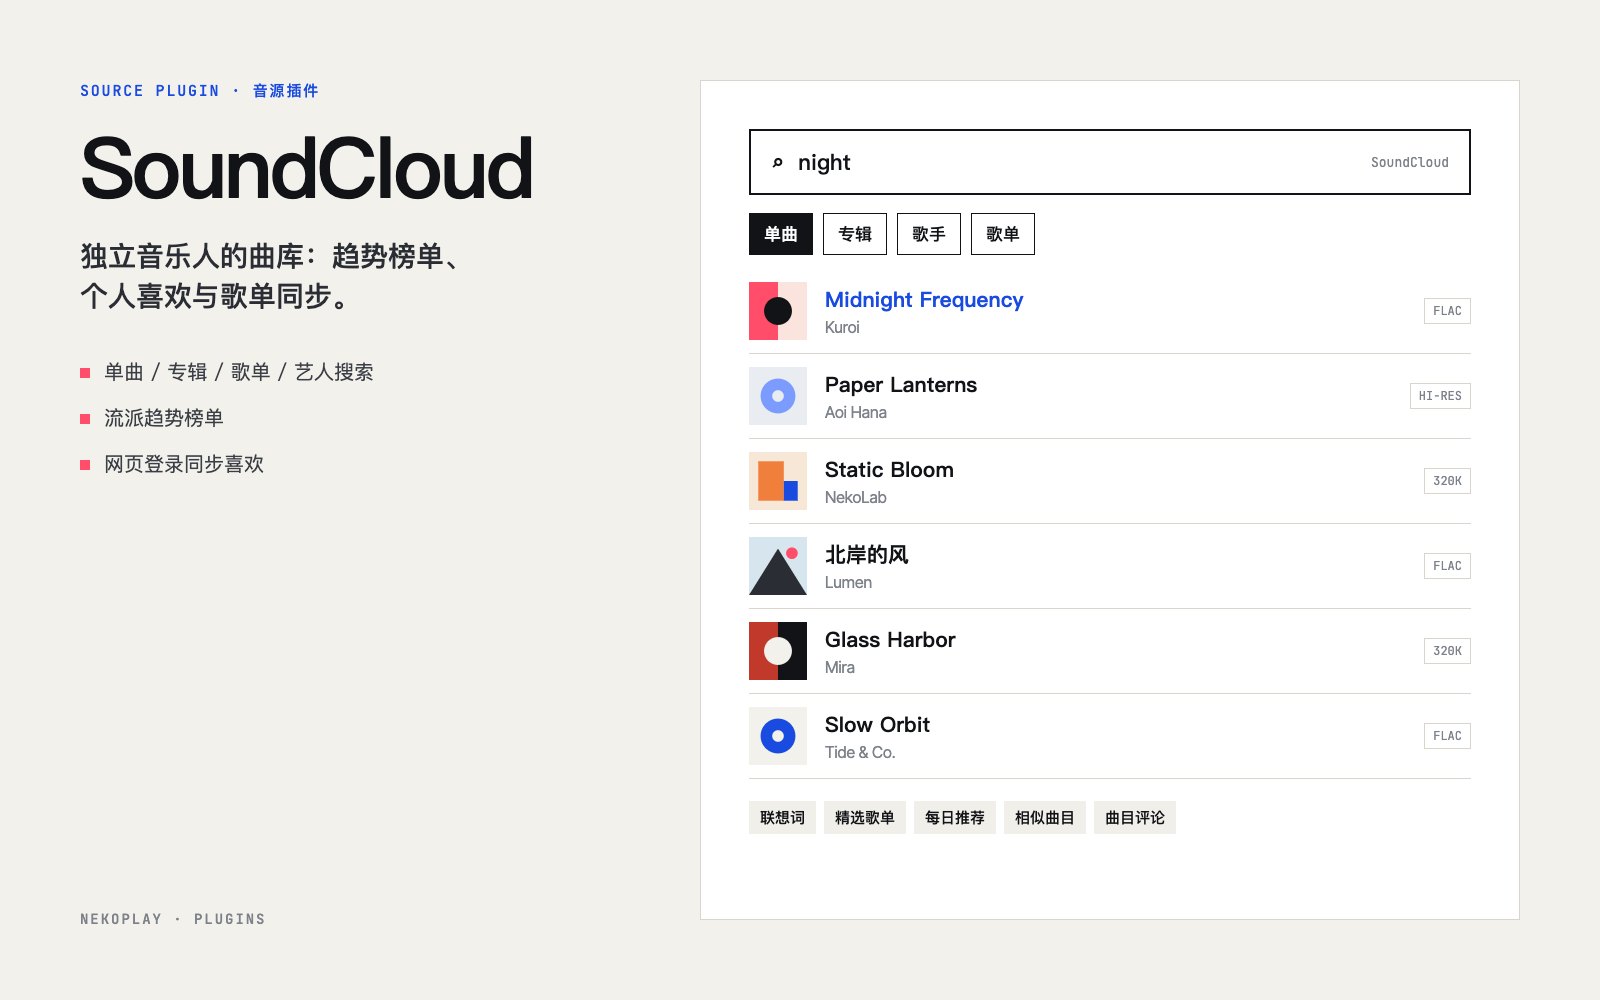 SOURCE PLUGIN · 音源插件
SoundCloud
独立音乐人的曲库：趋势榜单、
个人喜欢与歌单同步。
单曲 / 专辑 / 歌单 / 艺人搜索
流派趋势榜单
网页登录同步喜欢
NEKOPLAY · PLUGINS
night
SoundCloud
单曲 专辑 歌手 歌单
Midnight Frequency
Kuroi
FLAC
Paper Lanterns
Aoi Hana
HI-RES
Static Bloom
NekoLab
320K
北岸的风
Lumen
FLAC
Glass Harbor
Mira
320K
Slow Orbit
Tide & Co.
FLAC
联想词 精选歌单 每日推荐 相似曲目 曲目评论